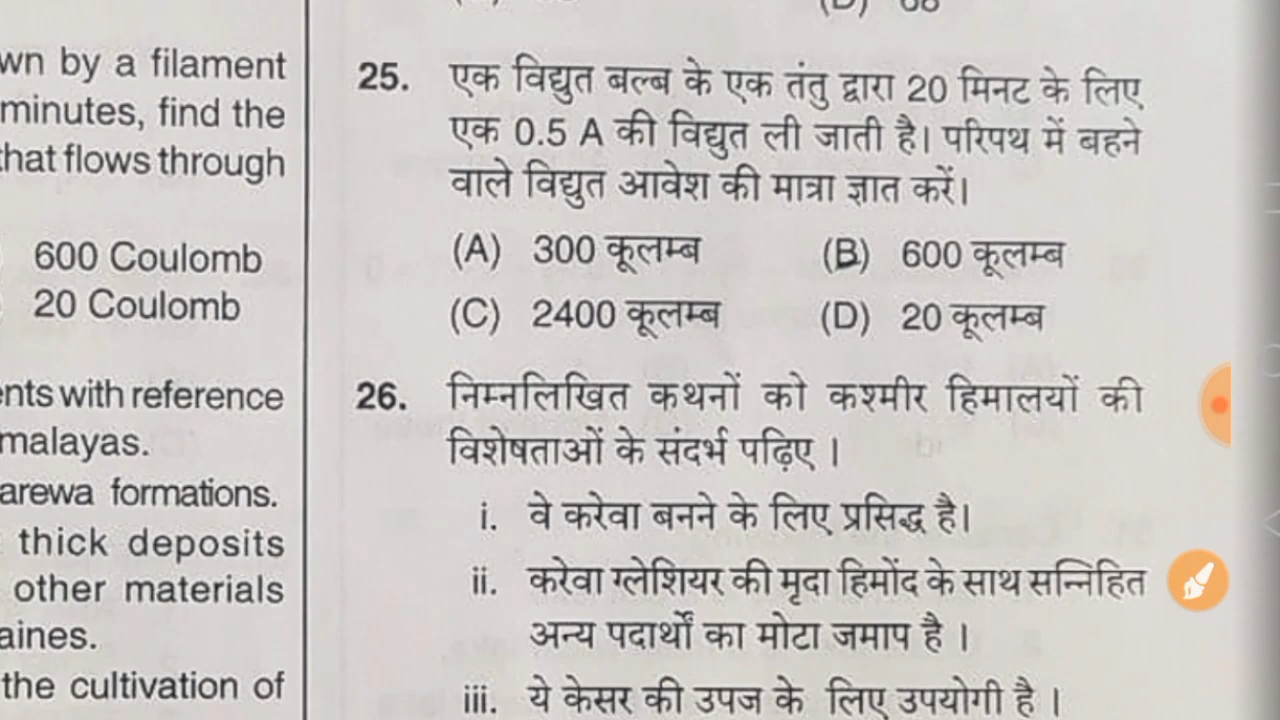 wn by a filament
minutes, find the
that flows through
600 Coulomb
20 Coulomb
ents with reference
malayas.
arewa formations.
thick deposits
other materials
aines.
the cultivation of
25. एक विद्युत बल्ब के एक तंतु द्वारा 20 मिनट के लिए
एक 0.5 A की विद्युत ली जाती है। परिपथ में बहने
वाले विद्युत आवेश की मात्रा ज्ञात करें।
(A) 300 कूलम्ब (B) 600 कूलम्ब
(C) 2400 कूलम्ब (D) 20 कूलम्ब
26. निम्नलिखित कथनों को कश्मीर हिमालयों की
विशेषताओं के संदर्भ पढ़िए ।
i. वे करेवा बनने के लिए प्रसिद्ध है।
ii. करेवा ग्लेशियर की मृदा हिमोंद के साथ सन्निहित
अन्य पदार्थों का मोटा जमाप है ।
iii. ये केसर की उपज के लिए उपयोगी है ।